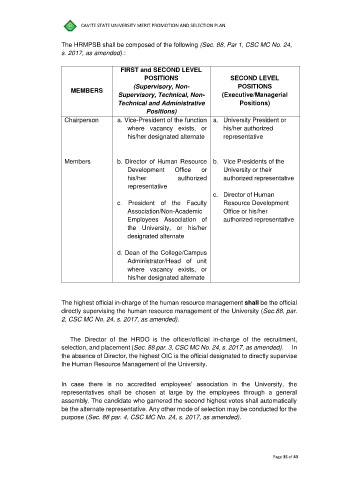 CAVITE STATE UNIVERSITY MERIT PROMOTION AND SELECTION PLAN
The HRMPSB shall be composed of the following (Sec. 88, Par 1, CSC MC No. 24,
s. 2017, as amended).:
MEMBERS
FIRST and SECOND LEVEL
POSITIONS
(Supervisory, Non-
Supervisory, Technical, Non-
Technical and Administrative
Positions)
SECOND LEVEL
POSITIONS
(Executive/Managerial
Positions)
Chairperson
a. Vice-President of the function
where vacancy exists, or
his/her designated alternate
a. University President or
his/her authorized
representative
Members
b. Director of Human Resource
Development Office or
his/her authorized
representative
c. President of the Faculty
Association/Non-Academic
Employees Association of
the University, or his/her
designated alternate
d. Dean of the College/Campus
Administrator/Head of unit
where vacancy exists, or
his/her designated alternate
b. Vice Presidents of the
University or their
authorized representative
c. Director of Human
Resource Development
Office or his/her
authorized representative
The highest official in-charge of the human resource management shall be the official
directly supervising the human resource management of the University (Sec.88, par.
2, CSC MC No. 24, s. 2017, as amended).
The Director of the HRDO is the officer/official in-charge of the recruitment,
selection, and placement (Sec. 88 par. 3, CSC MC No. 24, s. 2017, as amended). In
the absence of Director, the highest OIC is the official designated to directly supervise
the Human Resource Management of the University.
In case there is no accredited employees' association in the University, the
representatives shall be chosen at large by the employees through a general
assembly. The candidate who garnered the second highest votes shall automatically
be the alternate representative. Any other mode of selection may be conducted for the
purpose (Sec. 88 par. 4, CSC MC No. 24, s. 2017, as amended).
Page 35 of 43